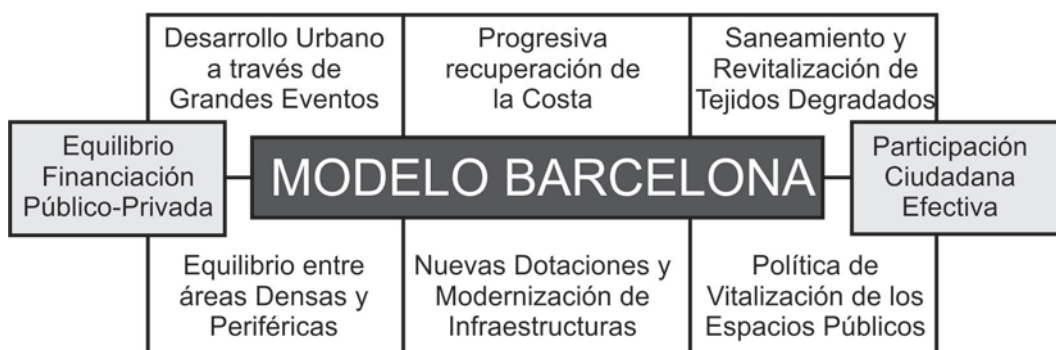 Desarrollo Urbano
a través de
Grandes Eventos
Progresiva
recuperación de
la Costa
Saneamiento y
Revitalización de
Tejidos Degradados
Equilibrio
Financiación
Público-Privada
MODELO BARCELONA
Participación
Ciudadana
Efectiva
Equilibrio entre
áreas Densas y
Periféricas
Nuevas Dotaciones y
Modernización de
Infraestructuras
Política de
Vitalización de los
Espacios Públicos